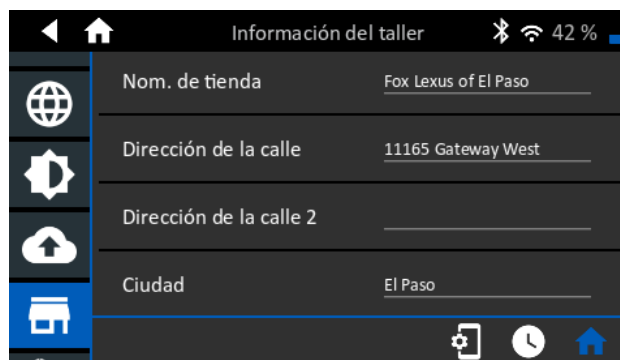 Información del taller 42 %
Nom. de tienda Fox Lexus of El Paso
Dirección de la calle 11165 Gateway West
Dirección de la calle 2
Ciudad El Paso